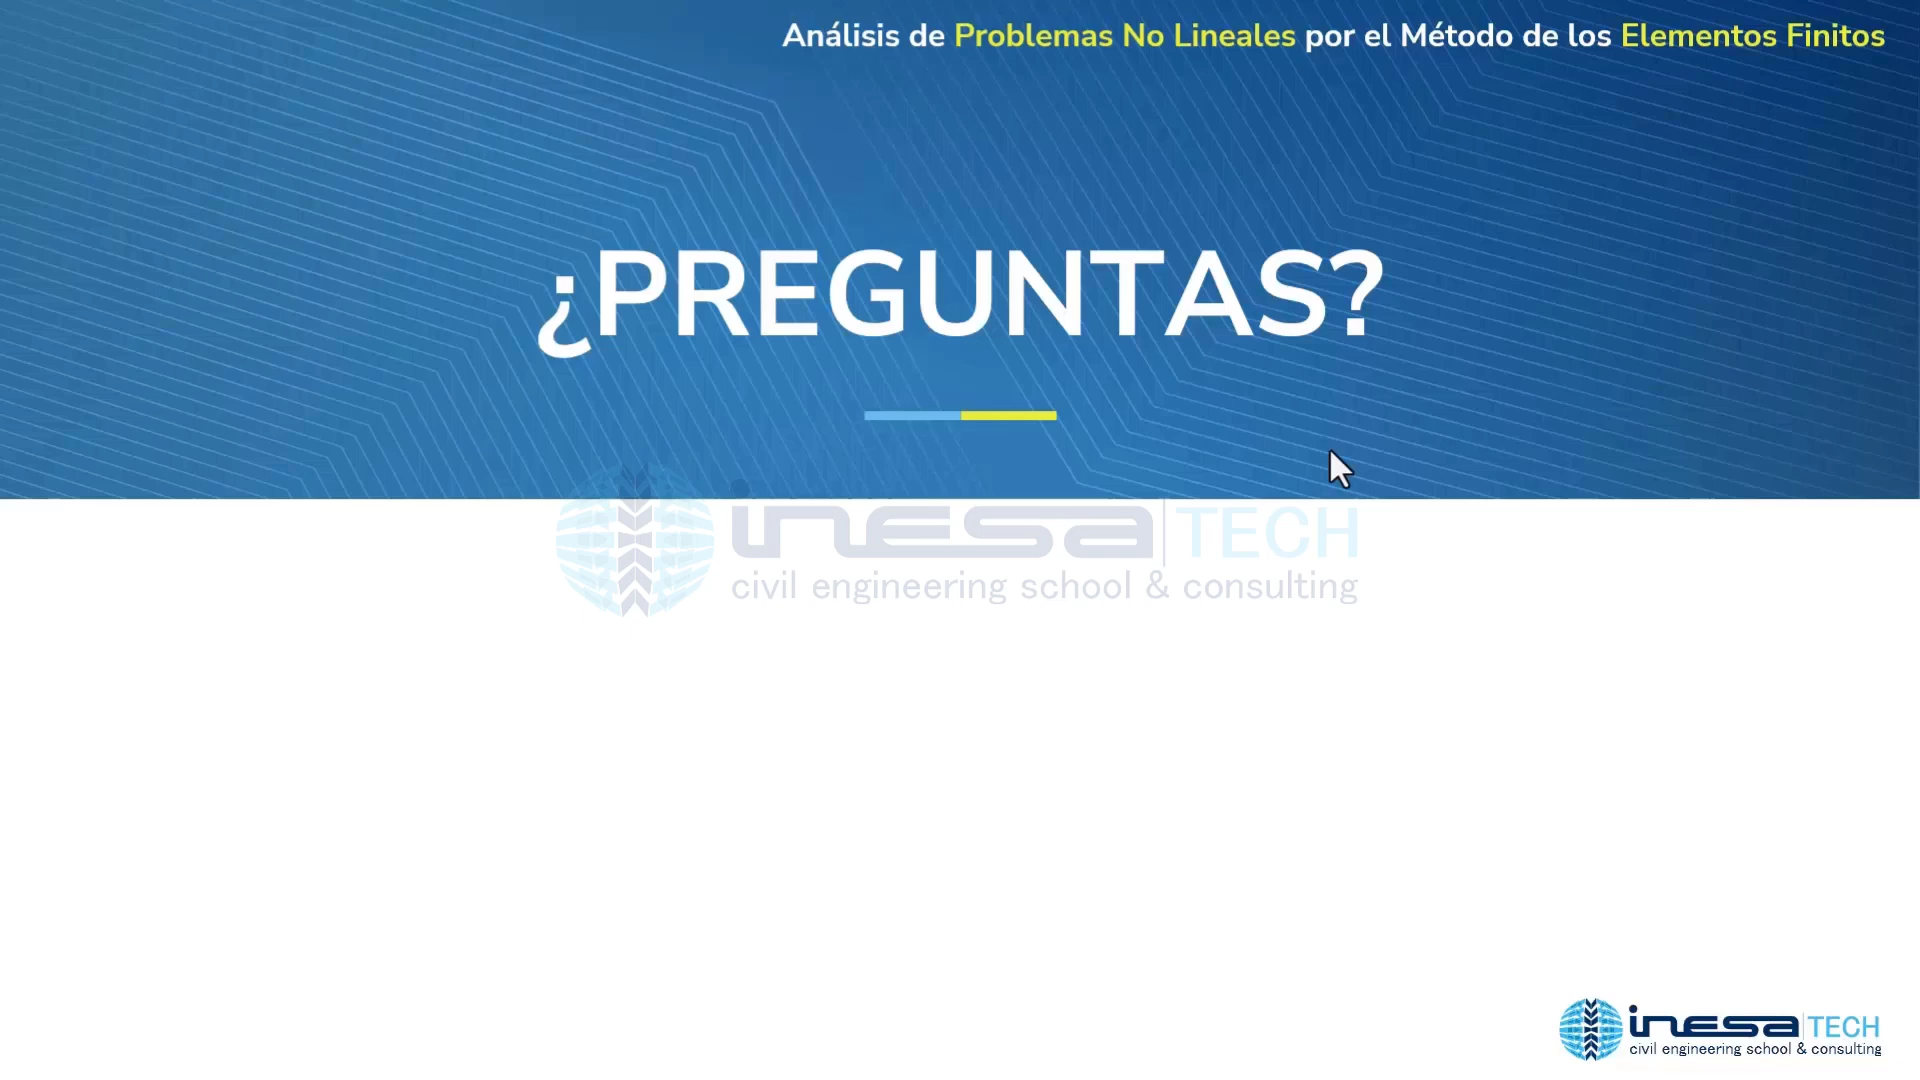 Análisis de Problemas No Lineales por el Método de los Elementos Finitos
¿PREGUNTAS?
inesa TECH
civil engineering school & consulting
inesa TECH
civil engineering school & consulting